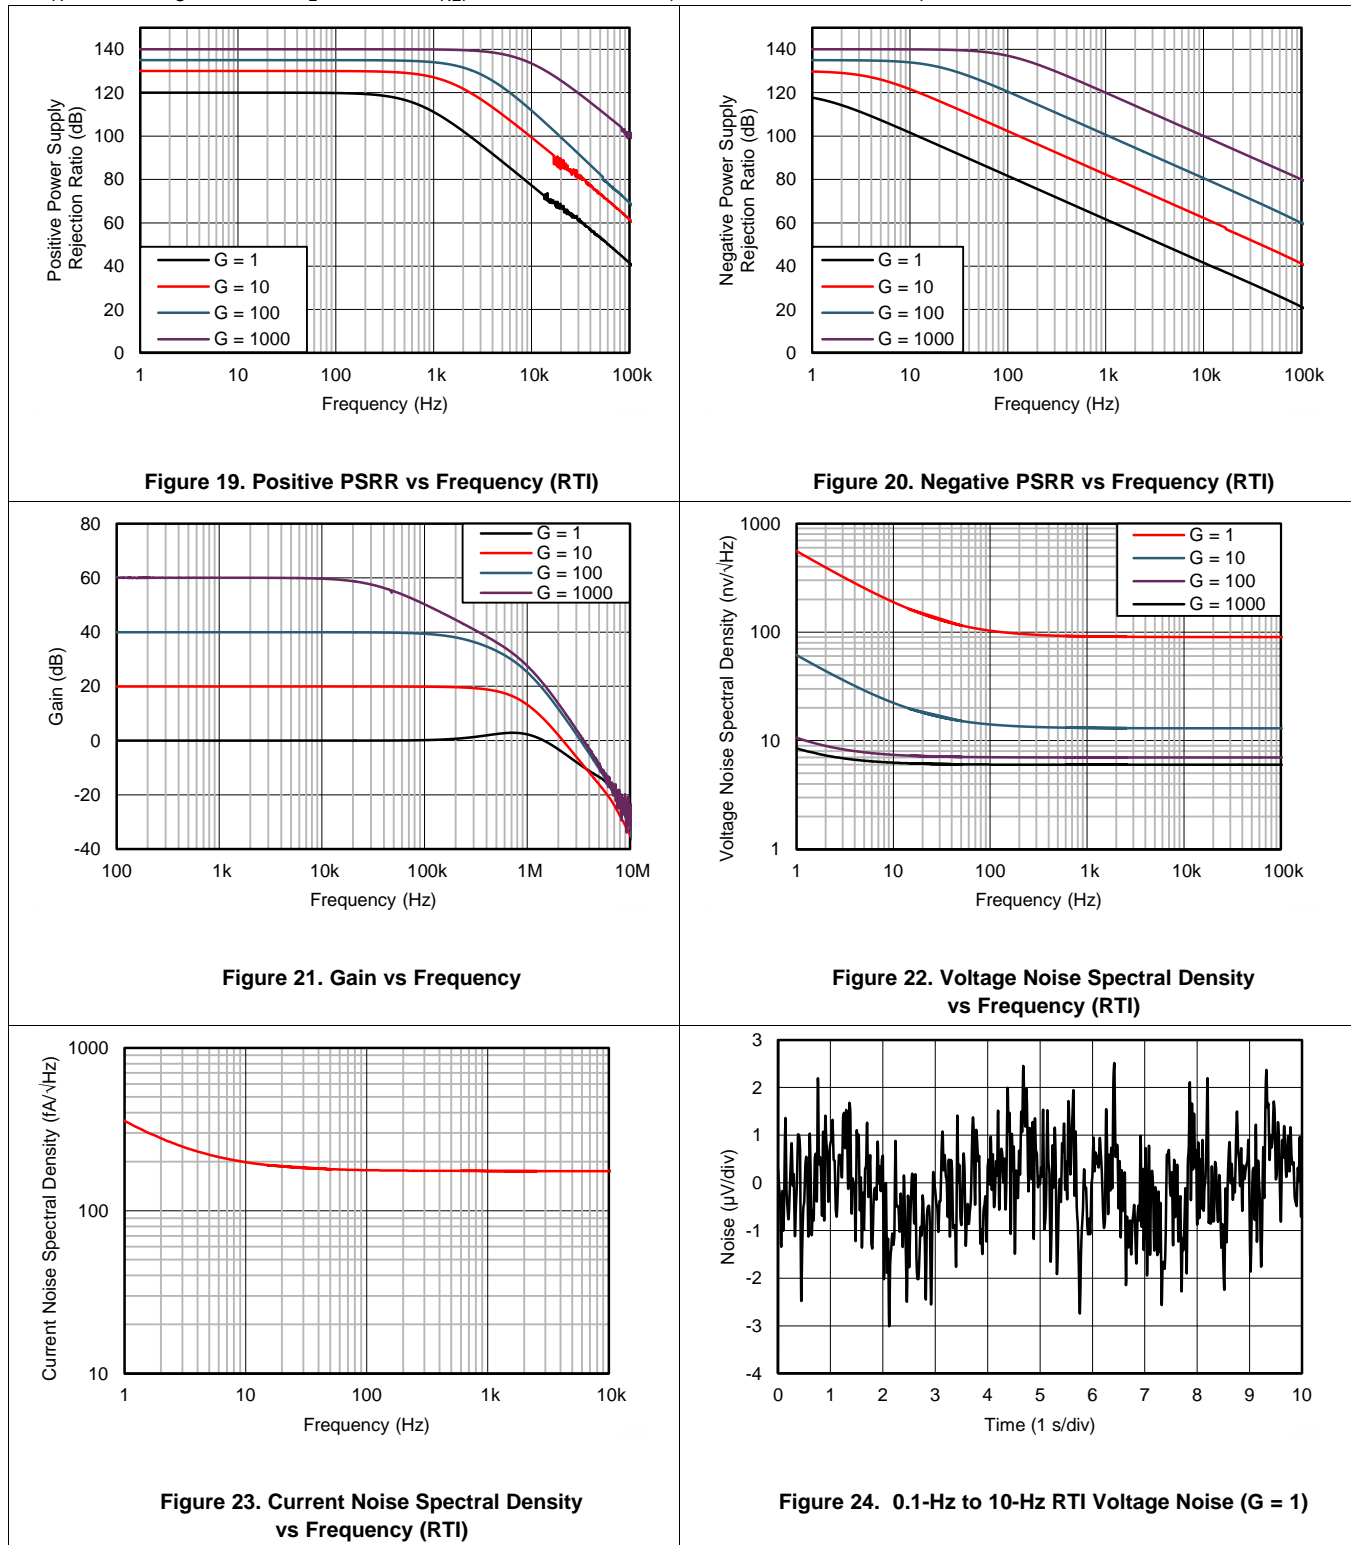 140
120
100
80
60
40
20
0
Positive Power Supply
Rejection Ratio (dB)
G = 1
G = 10
G = 100
G = 1000
1 10 100 1k 10k 100k
Frequency (Hz)
Figure 19. Positive PSRR vs Frequency (RTI)
140
120
100
80
60
40
20
0
Negative Power Supply
Rejection Ratio (dB)
G = 1
G = 10
G = 100
G = 1000
1 10 100 1k 10k 100k
Frequency (Hz)
Figure 20. Negative PSRR vs Frequency (RTI)
80
60
40
20
0
-20
-40
Gain (dB)
G = 1
G = 10
G = 100
G = 1000
100 1k 10k 100k 1M 10M
Frequency (Hz)
Figure 21. Gain vs Frequency
1000
100
10
1
Voltage Noise Spectral Density (nv/√Hz)
G = 1
G = 10
G = 100
G = 1000
1 10 100 1k 10k 100k
Frequency (Hz)
Figure 22. Voltage Noise Spectral Density
vs Frequency (RTI)
1000
100
10
Current Noise Spectral Density (fA/√Hz)
1 10 100 1k 10k
Frequency (Hz)
Figure 23. Current Noise Spectral Density
vs Frequency (RTI)
3
2
1
0
-1
-2
-3
-4
Noise (µV/div)
0 1 2 3 4 5 6 7 8 9 10
Time (1 s/div)
Figure 24. 0.1-Hz to 10-Hz RTI Voltage Noise (G = 1)